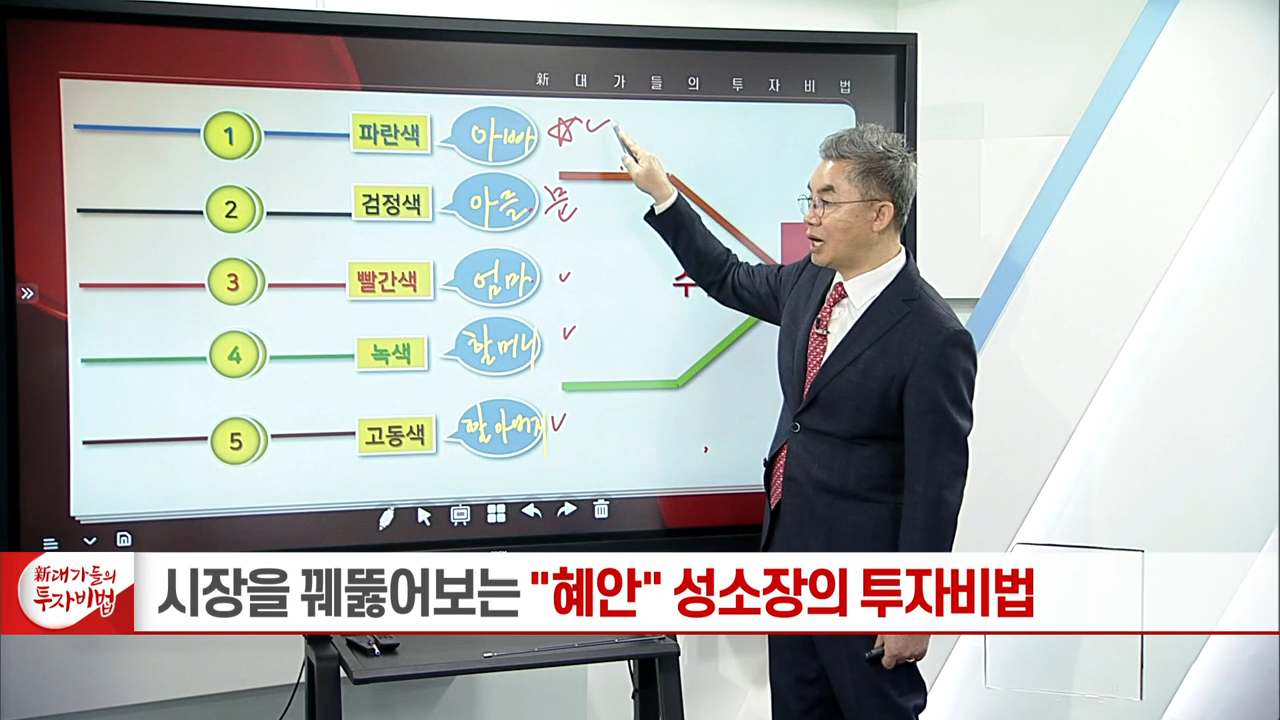 新 대 가 들 의 투 자 비 법
1 파란색 아빠
2 검정색 아들 문
3 빨간색 엄마
4 녹색 할머니
5 고동색 할아버지
新대가들의
투자비법
시장을 꿰뚫어보는 "혜안" 성소장의 투자비법